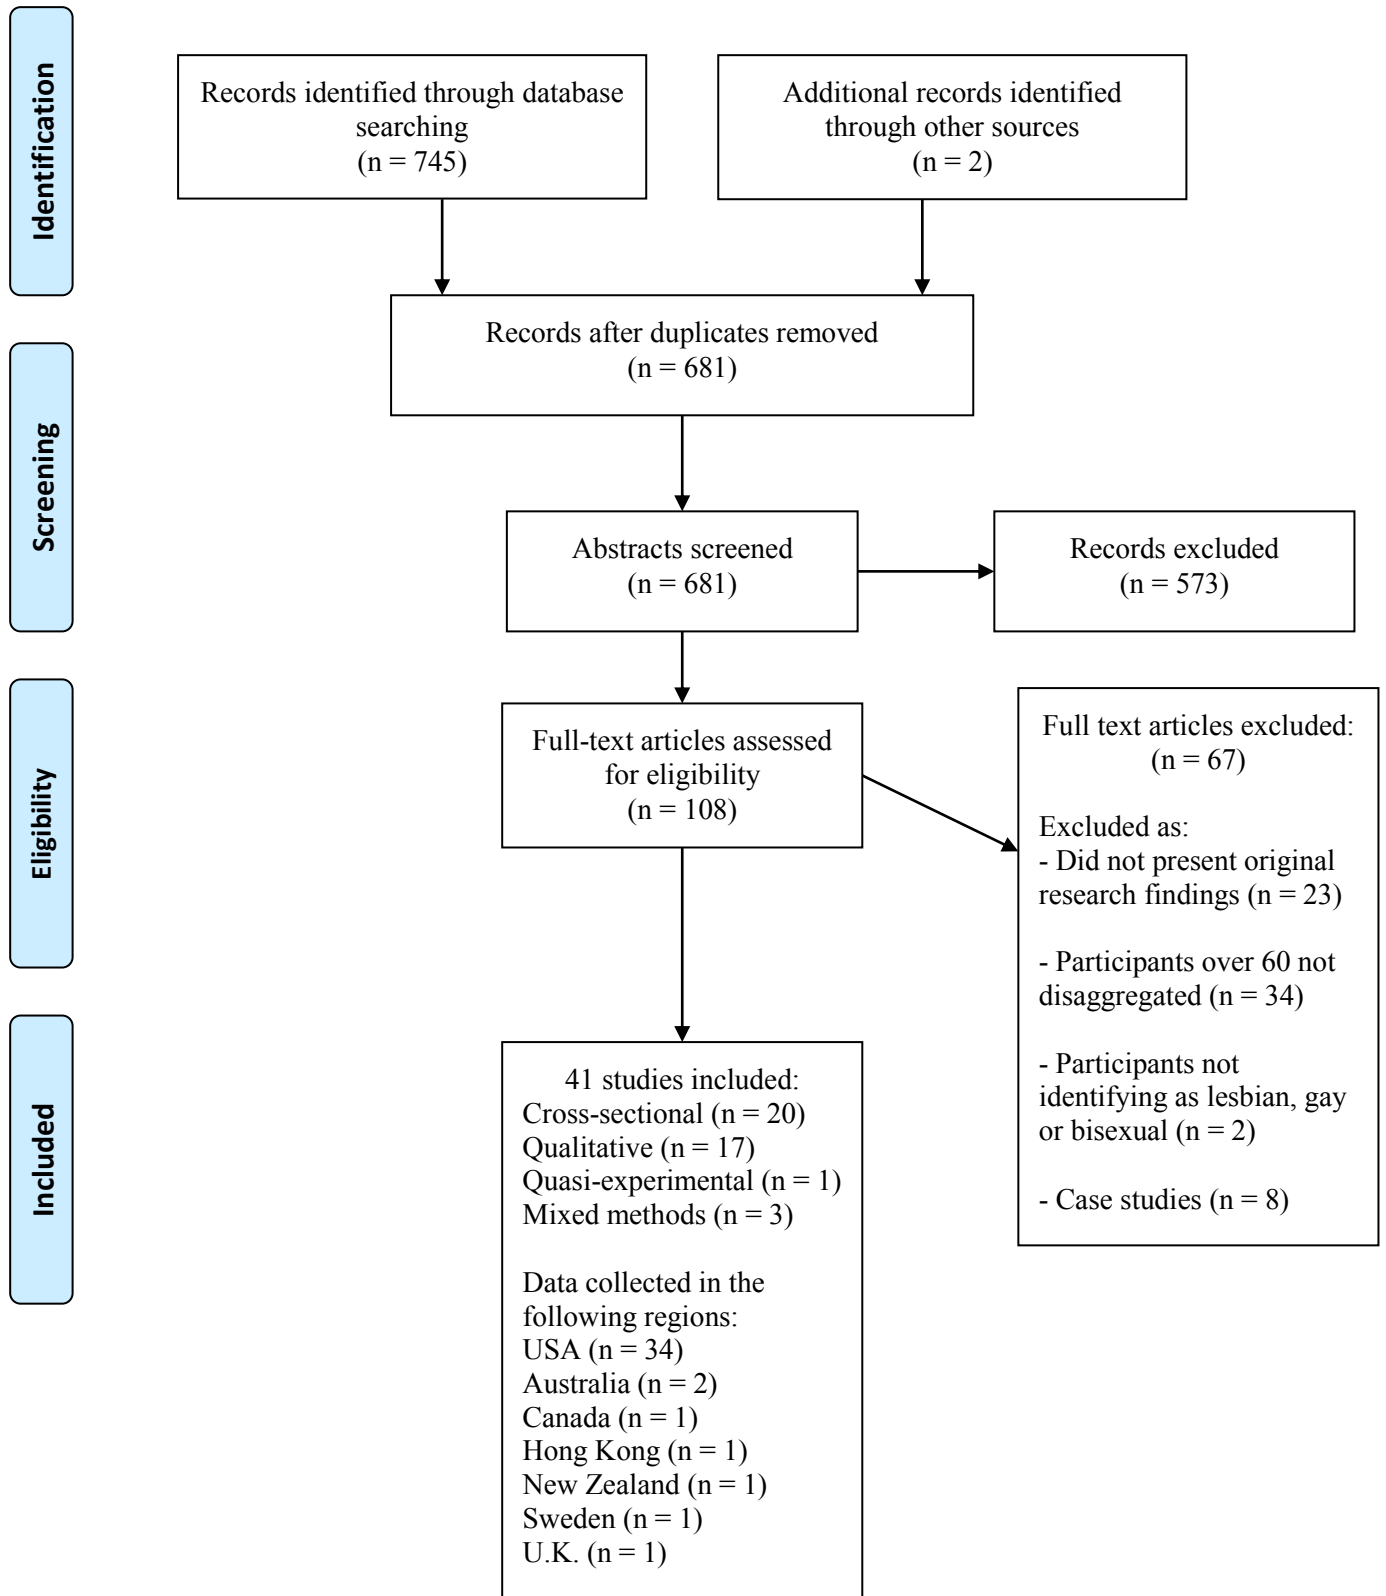 Identification
Records identified through database
searching
(n = 745)
Additional records identified
through other sources
(n = 2)
Records after duplicates removed
(n = 681)
Screening
Abstracts screened
(n = 681)
Records excluded
(n = 573)
Eligibility
Full-text articles assessed
for eligibility
(n = 108)
Full text articles excluded:
(n = 67)
Excluded as:
- Did not present original
research findings (n = 23)
- Participants over 60 not
disaggregated (n = 34)
- Participants not
identifying as lesbian, gay
or bisexual (n = 2)
- Case studies (n = 8)
Included
41 studies included:
Cross-sectional (n = 20)
Qualitative (n = 17)
Quasi-experimental (n = 1)
Mixed methods (n = 3)
Data collected in the
following regions:
USA (n = 34)
Australia (n = 2)
Canada (n = 1)
Hong Kong (n = 1)
New Zealand (n = 1)
Sweden (n = 1)
U.K. (n = 1)